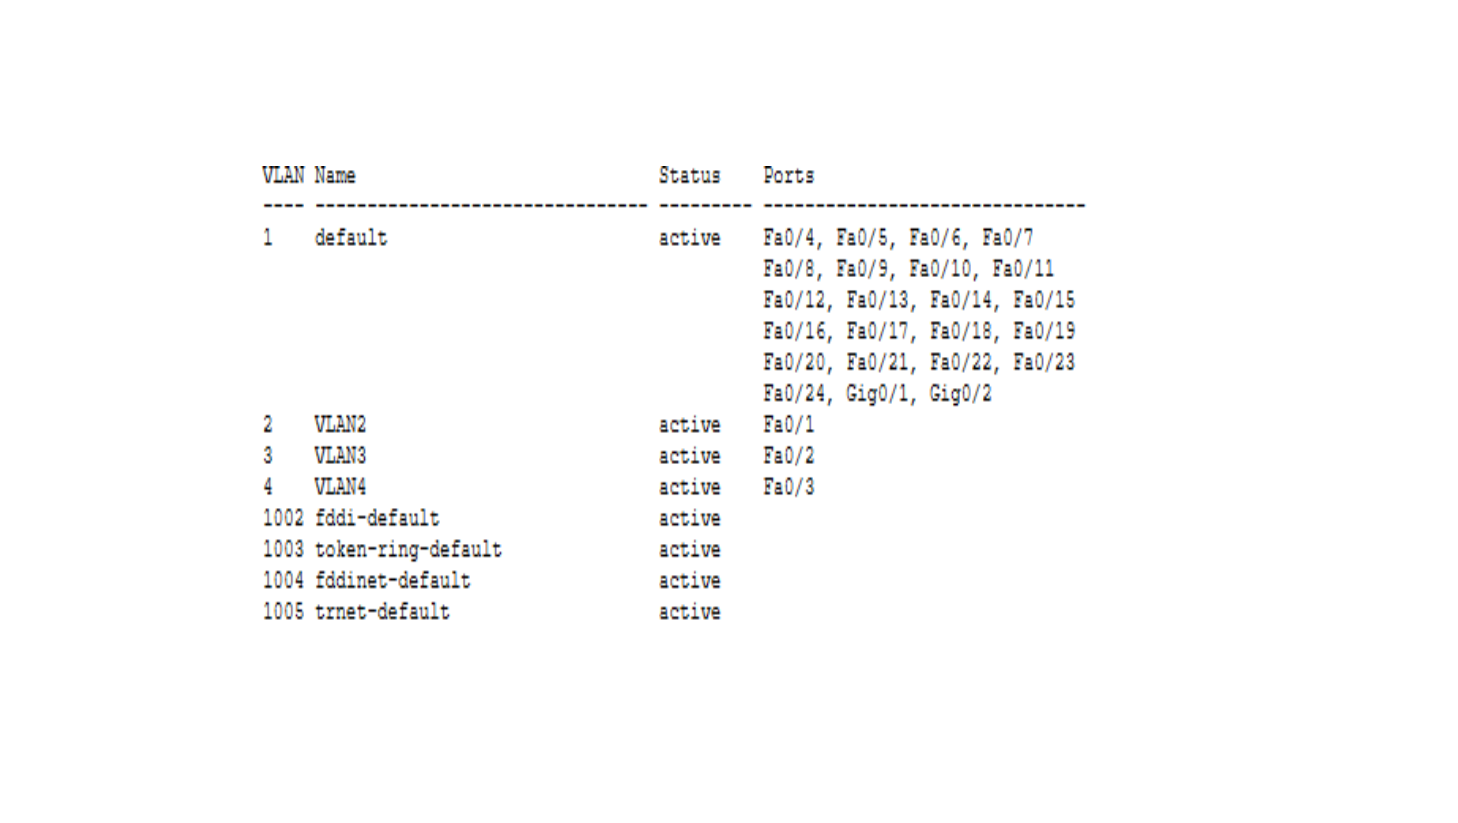 VLAN Name                             Status    Ports
---- -------------------------------- --------- -------------------------------
1    default                          active    Fa0/4, Fa0/5, Fa0/6, Fa0/7
                                                Fa0/8, Fa0/9, Fa0/10, Fa0/11
                                                Fa0/12, Fa0/13, Fa0/14, Fa0/15
                                                Fa0/16, Fa0/17, Fa0/18, Fa0/19
                                                Fa0/20, Fa0/21, Fa0/22, Fa0/23
                                                Fa0/24, Gig0/1, Gig0/2
2    VLAN2                            active    Fa0/1
3    VLAN3                            active    Fa0/2
4    VLAN4                            active    Fa0/3
1002 fddi-default                     active
1003 token-ring-default               active
1004 fddinet-default                  active
1005 trnet-default                    active